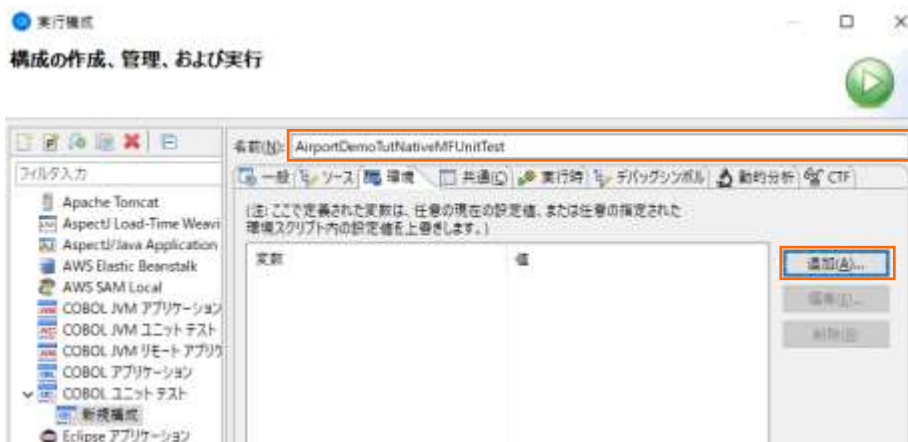 実行構成
構成の作成、管理、および実行
名前(N): AirportDemoTutNativeMFUnitTest
フィルタ入力
一般 ソース 環境 共通(C) 実行時 デバッグシンボル 動的分析 CTF
(注) ここで定義された変数は、任意の現在の設定値、または任意の指定された
環境スクリプト内の設定値を上書きします。)
変数 値
追加(A)...
編集(E)...
削除(R)
Apache Tomcat
AspectJ Load-Time Weavi
AspectJ/Java Application
AWS Elastic Beanstalk
AWS SAM Local
COBOL JVM アプリケーション
COBOL JVM ユニット テスト
COBOL JVM リモート アプリケ
COBOL アプリケーション
COBOL ユニット テスト
新規構成
Eclipse アプリケーション